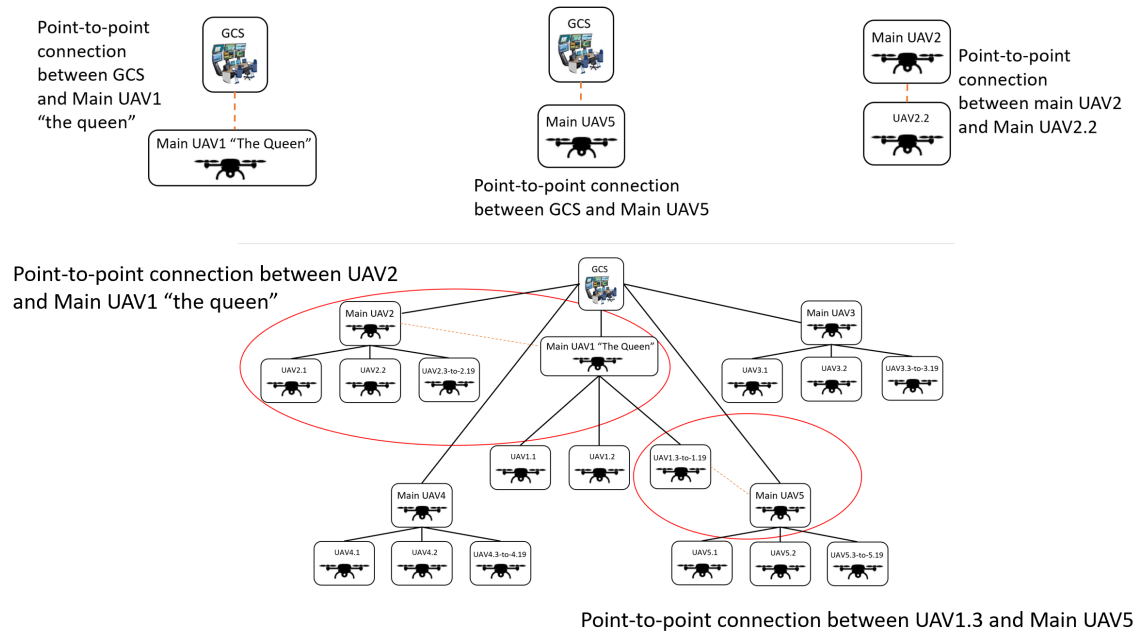 Point-to-point
connection
between GCS
and Main UAV1
“the queen”
GCS
Main UAV1 “The Queen”
GCS
Main UAV5
Point-to-point connection
between GCS and Main UAV5
Main UAV2
UAV2.2
Point-to-point
connection
between main UAV2
and Main UAV2.2
Point-to-point connection between UAV2
and Main UAV1 “the queen”
GCS
Main UAV2
Main UAV1 “The Queen”
Main UAV3
UAV2.1
UAV2.2
UAV2.3-to-2.19
UAV3.1
UAV3.2
UAV3.3-to-3.19
UAV1.1
UAV1.2
UAV1.3-to-1.19
Main UAV4
Main UAV5
UAV4.1
UAV4.2
UAV4.3-to-4.19
UAV5.1
UAV5.2
UAV5.3-to-5.19
Point-to-point connection between UAV1.3 and Main UAV5